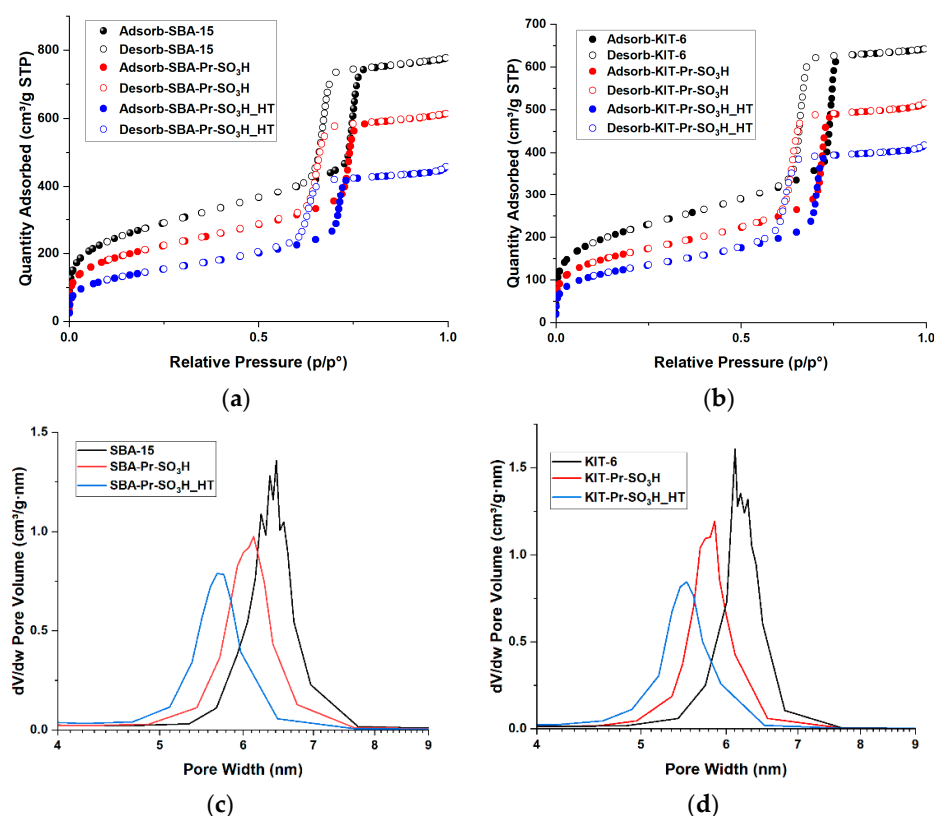 Adsorb-SBA-15
Desorb-SBA-15
Adsorb-SBA-Pr-SO₃H
Desorb-SBA-Pr-SO₃H
Adsorb-SBA-Pr-SO₃H_HT
Desorb-SBA-Pr-SO₃H_HT
Quantity Adsorbed (cm³/g STP)
800
600
400
200
0
0.0 0.5 1.0
Relative Pressure (p/p°)
(a)
Adsorb-KIT-6
Desorb-KIT-6
Adsorb-KIT-Pr-SO₃H
Desorb-KIT-Pr-SO₃H
Adsorb-KIT-Pr-SO₃H_HT
Desorb-KIT-Pr-SO₃H_HT
Quantity Adsorbed (cm³/g STP)
700
600
500
400
300
200
100
0
0.0 0.5 1.0
Relative Pressure (p/p°)
(b)
SBA-15
SBA-Pr-SO₃H
SBA-Pr-SO₃H_HT
dV/dw Pore Volume (cm³/g·nm)
1.5
1.0
0.5
0.0
4 5 6 7 8 9
Pore Width (nm)
(c)
KIT-6
KIT-Pr-SO₃H
KIT-Pr-SO₃H_HT
dV/dw Pore Volume (cm³/g·nm)
1.5
1.0
0.5
0.0
4 5 6 7 8 9
Pore Width (nm)
(d)